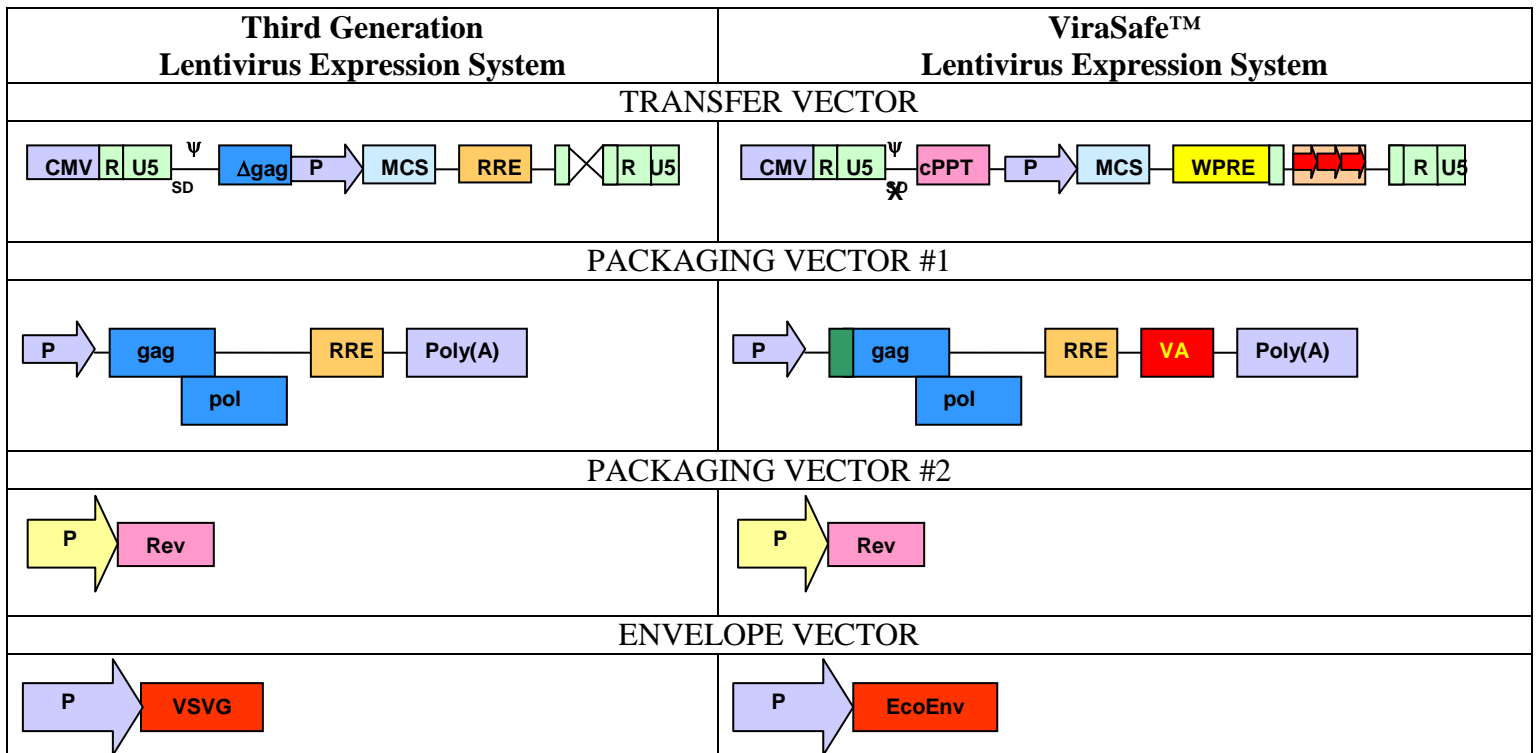 Third Generation
Lentivirus Expression System
ViraSafe™
Lentivirus Expression System
TRANSFER VECTOR
CMV R U5 ψ SD Δgag P MCS RRE R U5
CMV R U5 ψ SD X cPPT P MCS WPRE R U5
PACKAGING VECTOR #1
P gag pol RRE Poly(A)
P gag pol RRE VA Poly(A)
PACKAGING VECTOR #2
P Rev
P Rev
ENVELOPE VECTOR
P VSVG
P EcoEnv